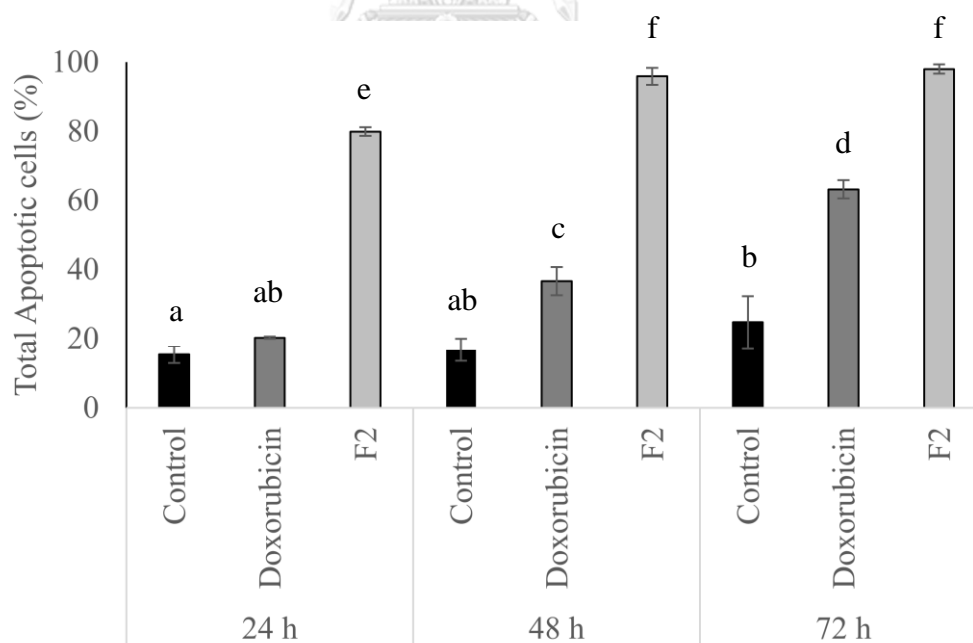 f f
100
e
80
d
60
c
b
40
ab
ab
a
20
0
Total Apoptotic cells (%)
Control Doxorubicin F2 Control Doxorubicin F2 Control Doxorubicin F2
24 h 48 h 72 h